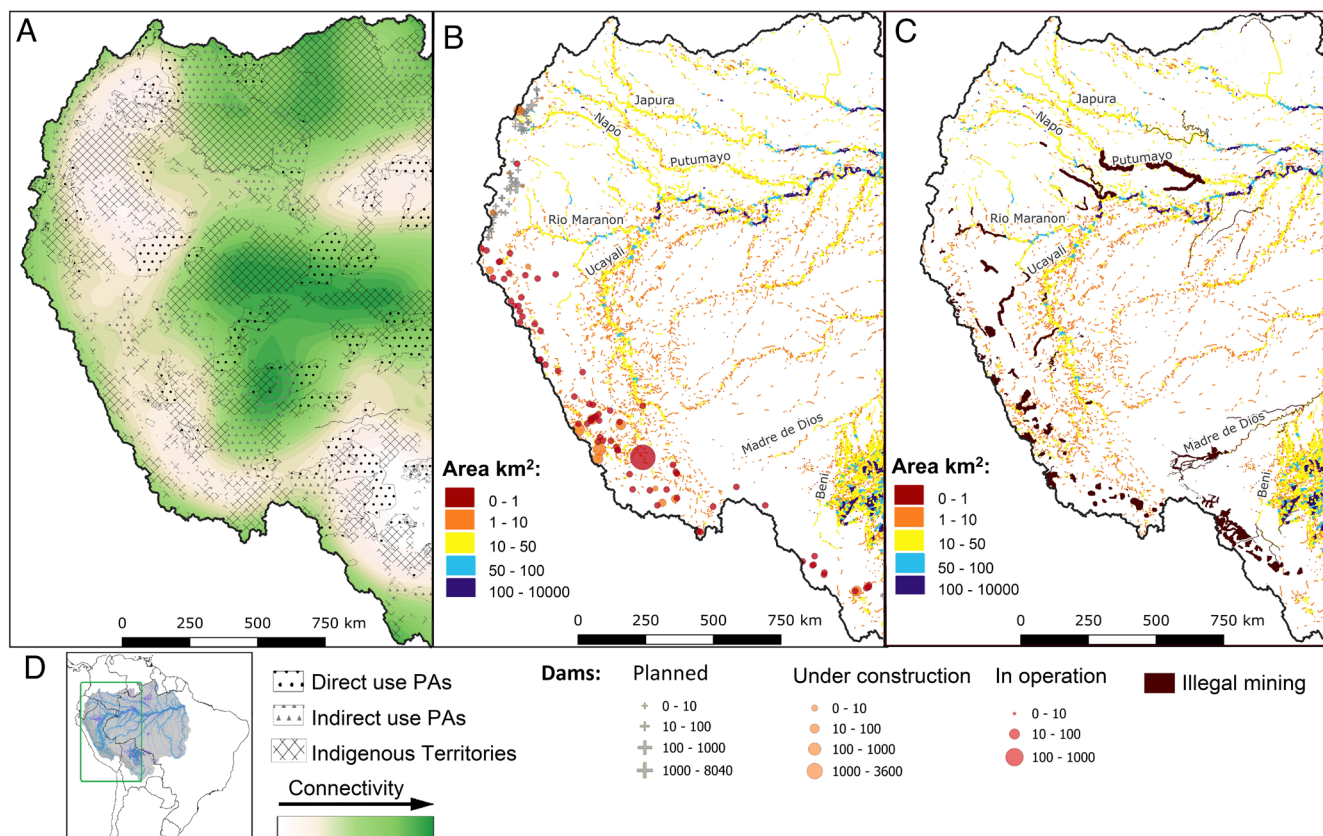 A
B
C
Japura
Napo
Putumayo
Rio Maranon
Ucayali
Madre de Dios
Beni
Japura
Napo
Putumayo
Rio Maranon
Ucayali
Madre de Dios
Beni
Area km²:
0 - 1
1 - 10
10 - 50
50 - 100
100 - 10000
Area km²:
0 - 1
1 - 10
10 - 50
50 - 100
100 - 10000
0 250 500 750 km
0 250 500 750 km
0 250 500 750 km
D
Direct use PAs
Indirect use PAs
Indigenous Territories
Connectivity
Dams:
Planned
0 - 10
10 - 100
100 - 1000
1000 - 8040
Under construction
0 - 10
10 - 100
100 - 1000
1000 - 3600
In operation
0 - 10
10 - 100
100 - 1000
Illegal mining